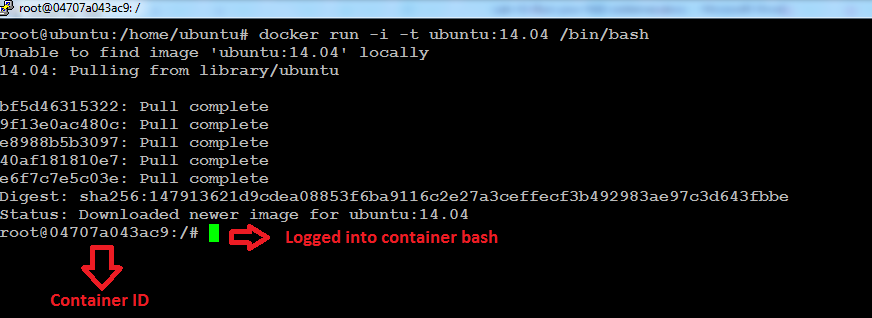 root@04707a043ac9: /
root@ubuntu:/home/ubuntu# docker run -i -t ubuntu:14.04 /bin/bash
Unable to find image 'ubuntu:14.04' locally
14.04: Pulling from library/ubuntu
bf5d46315322: Pull complete
9f13e0ac480c: Pull complete
e8988b5b3097: Pull complete
40af181810e7: Pull complete
e6f7c7e5c03e: Pull complete
Digest: sha256:147913621d9cdea08853f6ba9116c2e27a3ceffecf3b492983ae97c3d643fbbe
Status: Downloaded newer image for ubuntu:14.04
root@04707a043ac9:/#
Logged into container bash
Container ID